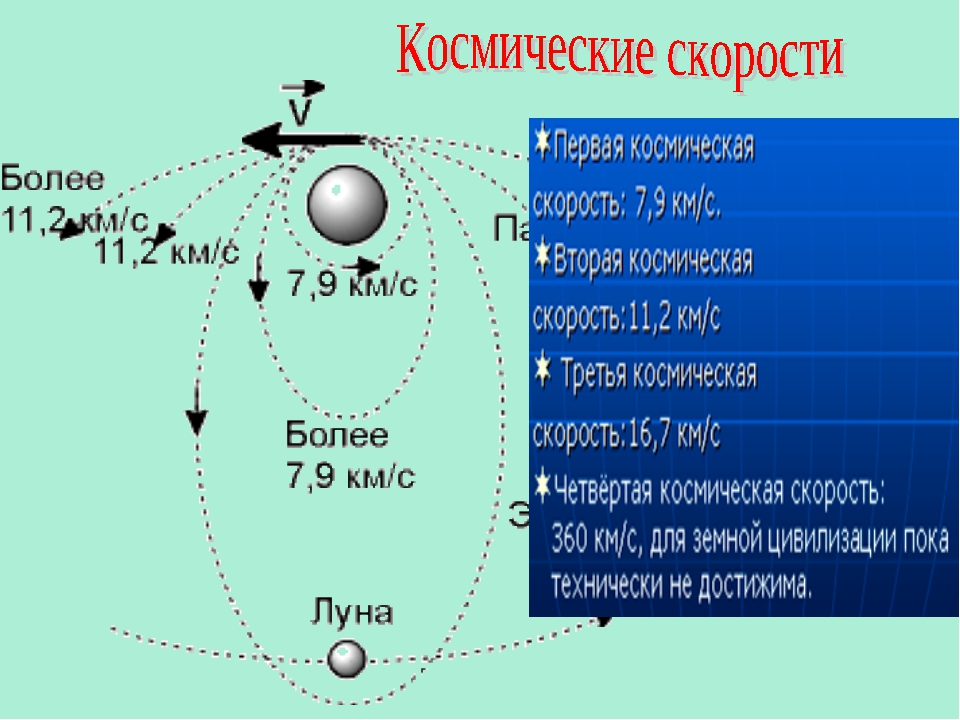 Космические скорости
V
Более
11,2 км/с
11,2 км/с
7,9 км/с
Более
7,9 км/с
Луна
Па
Э
Первая космическая
скорость: 7,9 км/с.
Вторая космическая
скорость:11,2 км/с
Третья космическая
скорость:16,7 км/с
Четвёртая космическая скорость:
360 км/с, для земной цивилизации пока
технически не достижима.